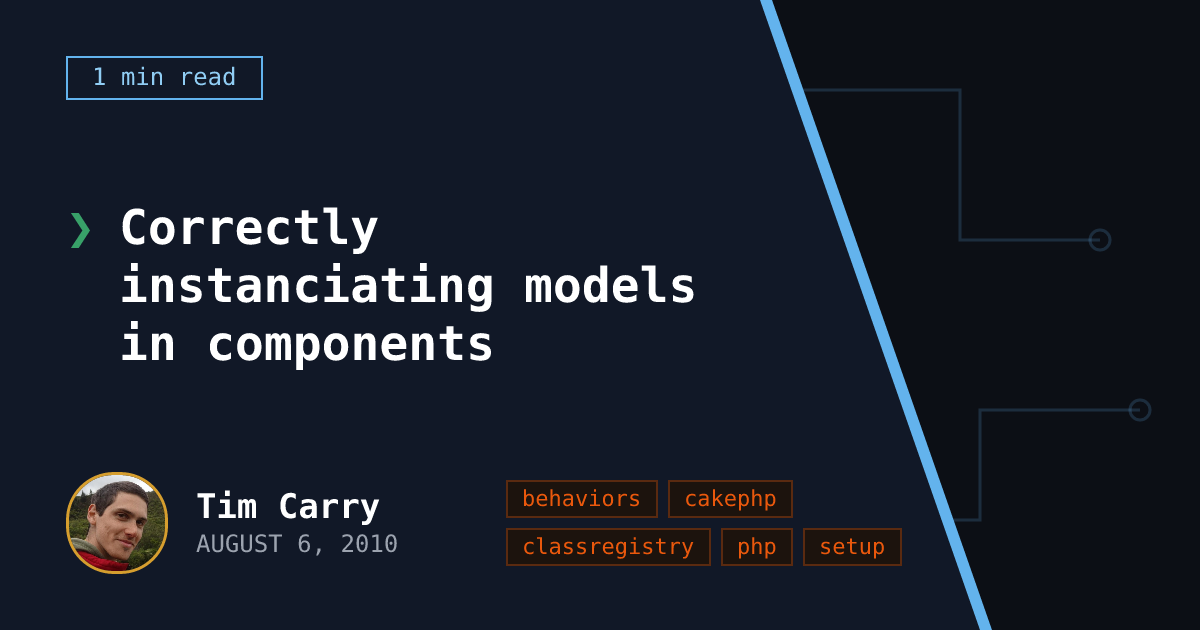 1 min read
❯ Correctly
instanciating models
in components
Tim Carry
AUGUST 6, 2010
behaviors cakephp
classregistry php setup